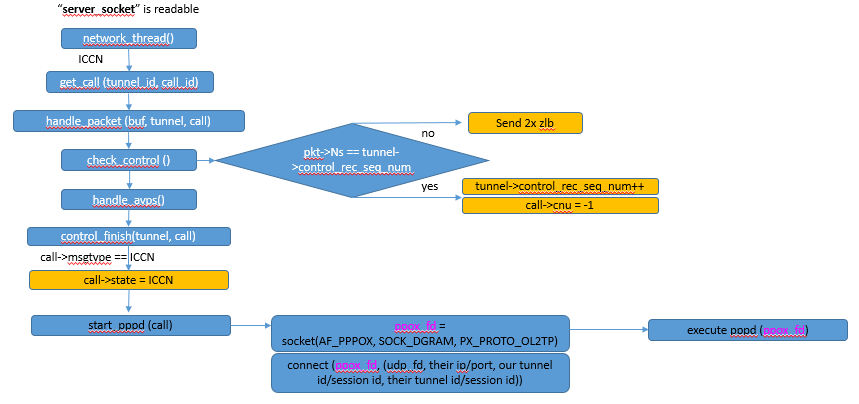 “server_socket” is readable
network_thread()
ICCN
get_call (tunnel_id, call_id)
handle_packet (buf, tunnel, call)
check_control ()
pkt->Ns == tunnel-
>control_rec_seq_num
no
Send 2x zlb
yes
tunnel->control_rec_seq_num++
call->cnu = -1
handle_avps()
control_finish(tunnel, call)
call->msgtype == ICCN
call->state = ICCN
start_pppd (call)
pppx_fd =
socket(AF_PPPOX, SOCK_DGRAM, PX_PROTO_OL2TP)
connect (pppx_fd, (udp_fd, their ip/port, our tunnel
id/session id, their tunnel id/session id))
execute pppd (pppx_fd)